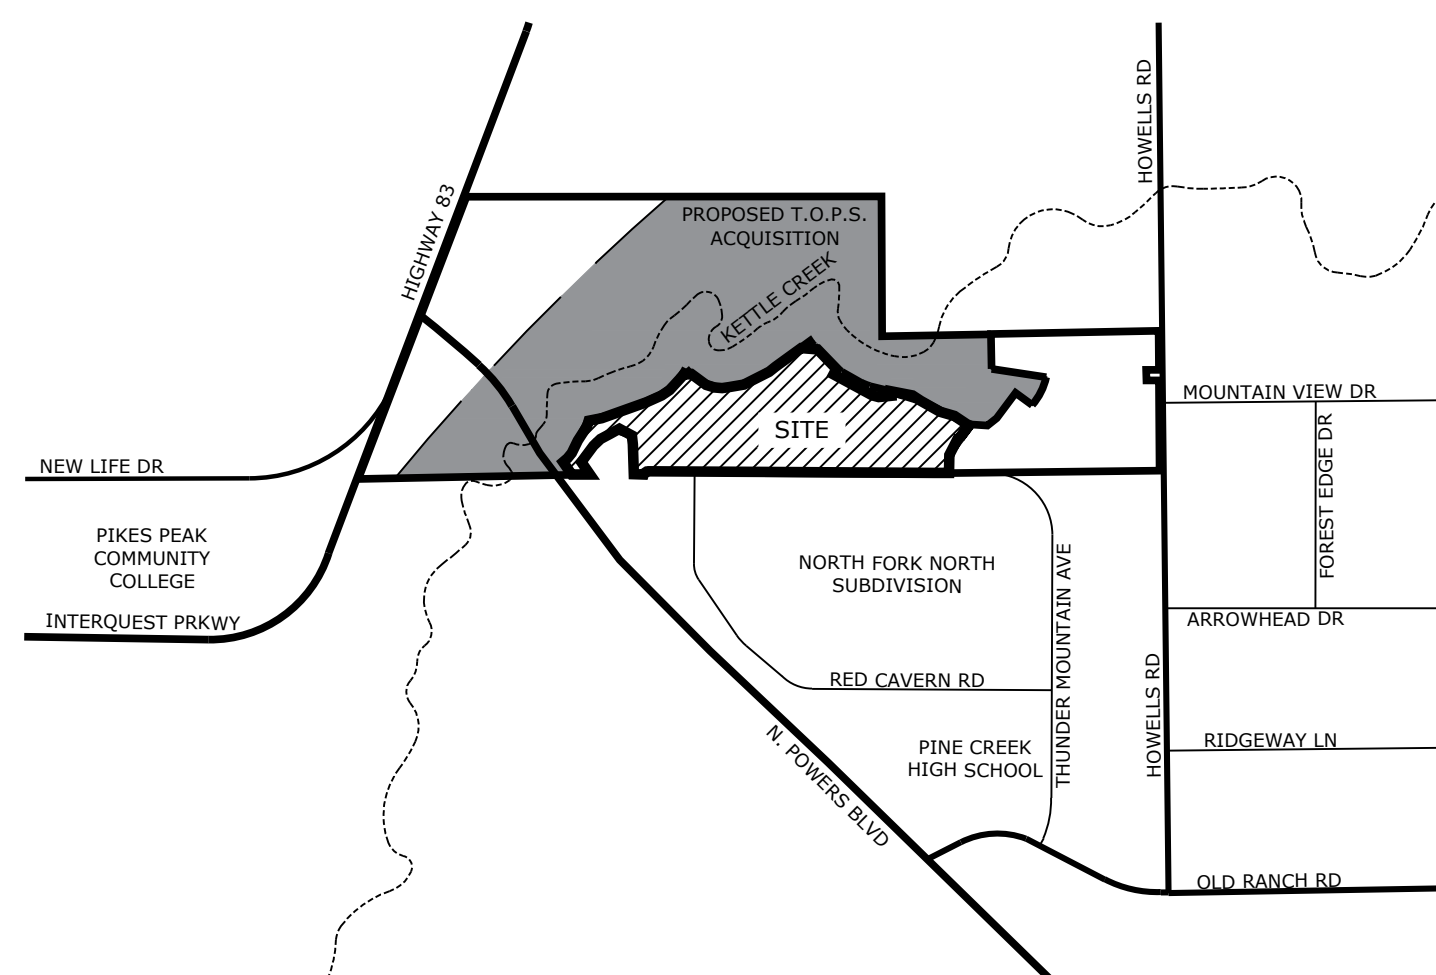 HOWELLS RD
HIGHWAY 83
PROPOSED T.O.P.S.
ACQUISITION
KETTLE CREEK
MOUNTAIN VIEW DR
SITE
FOREST EDGE DR
NEW LIFE DR
PIKES PEAK
COMMUNITY
COLLEGE
NORTH FORK NORTH
SUBDIVISION
THUNDER MOUNTAIN AVE
INTERQUEST PRKWY
ARROWHEAD DR
RED CAVERN RD
HOWELLS RD
N. POWERS BLVD
PINE CREEK
HIGH SCHOOL
RIDGEWAY LN
OLD RANCH RD